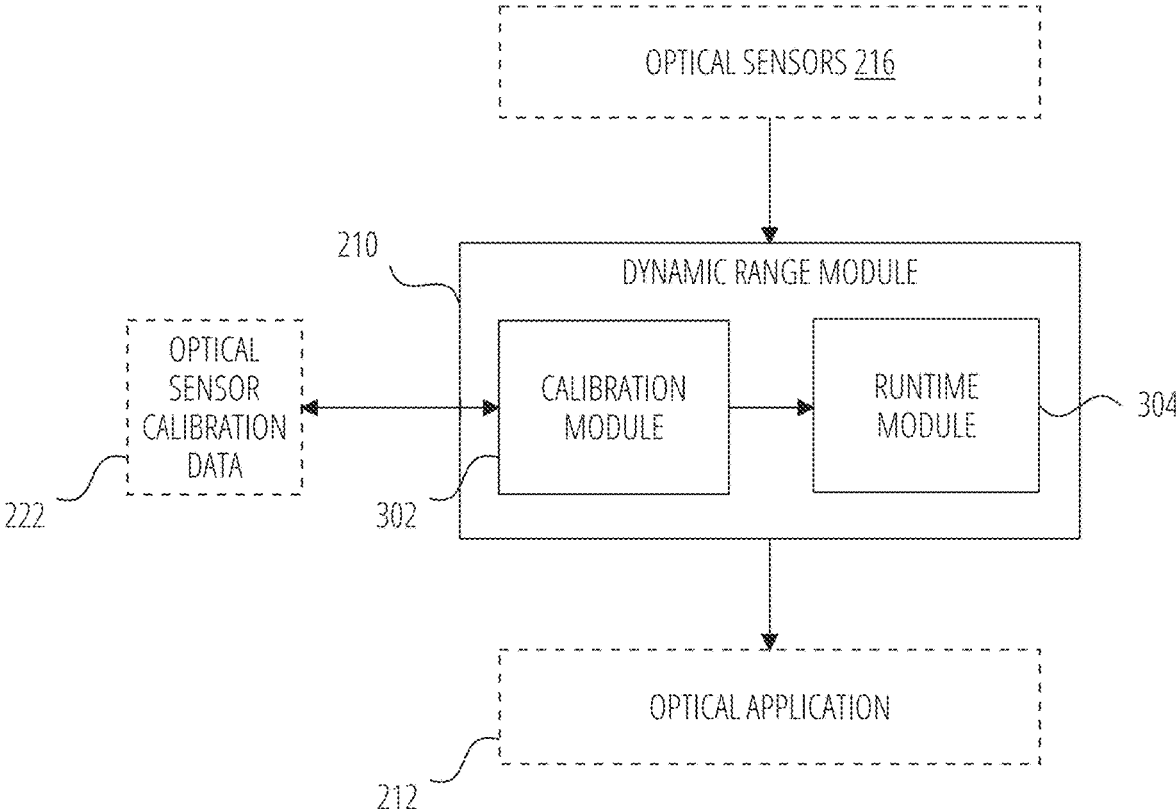 OPTICAL SENSORS 216
210
DYNAMIC RANGE MODULE
OPTICAL
SENSOR
CALIBRATION
DATA
CALIBRATION
MODULE
RUNTIME
MODULE
304
222
302
OPTICAL APPLICATION
212